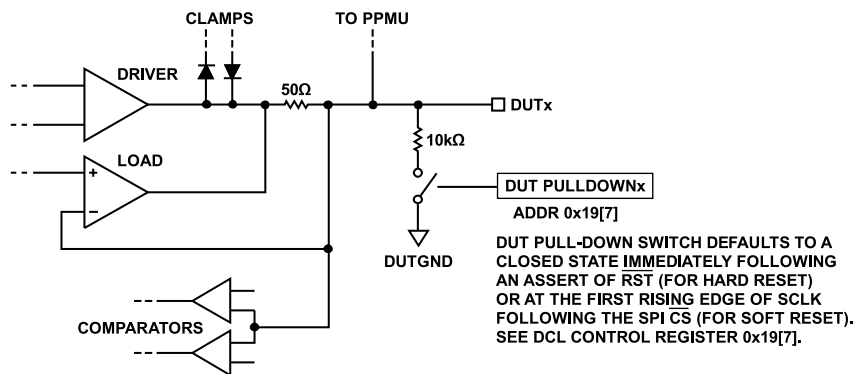 CLAMPS
TO PPMU
DRIVER
50Ω
DUTx
10kΩ
LOAD
+
−
DUT PULLDOWNx
ADDR 0x19[7]
DUTGND
DUT PULL-DOWN SWITCH DEFAULTS TO A
CLOSED STATE IMMEDIATELY FOLLOWING
AN ASSERT OF RST (FOR HARD RESET)
OR AT THE FIRST RISING EDGE OF SCLK
FOLLOWING THE SPI CS (FOR SOFT RESET).
SEE DCL CONTROL REGISTER 0x19[7].
COMPARATORS